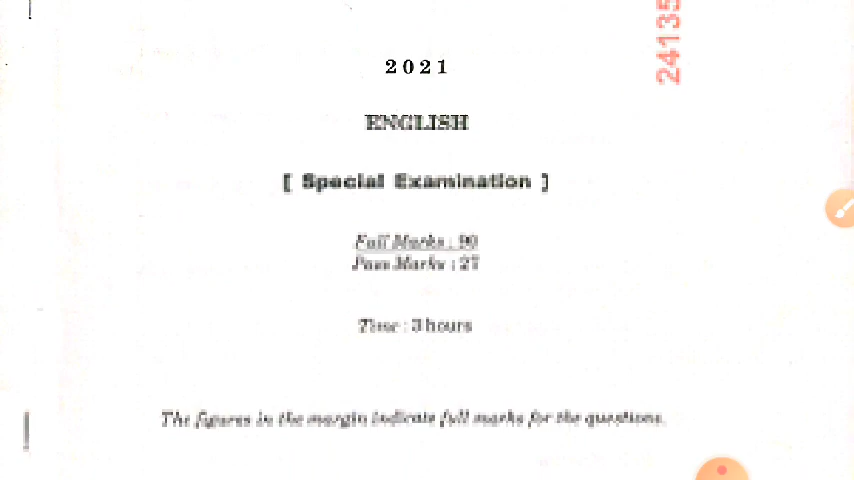 24135
2021
ENGLISH
[ Special Examination ]
Full Marks : 90
Pass Marks : 27
Time : 3 hours
The figures in the margin indicate full marks for the questions.